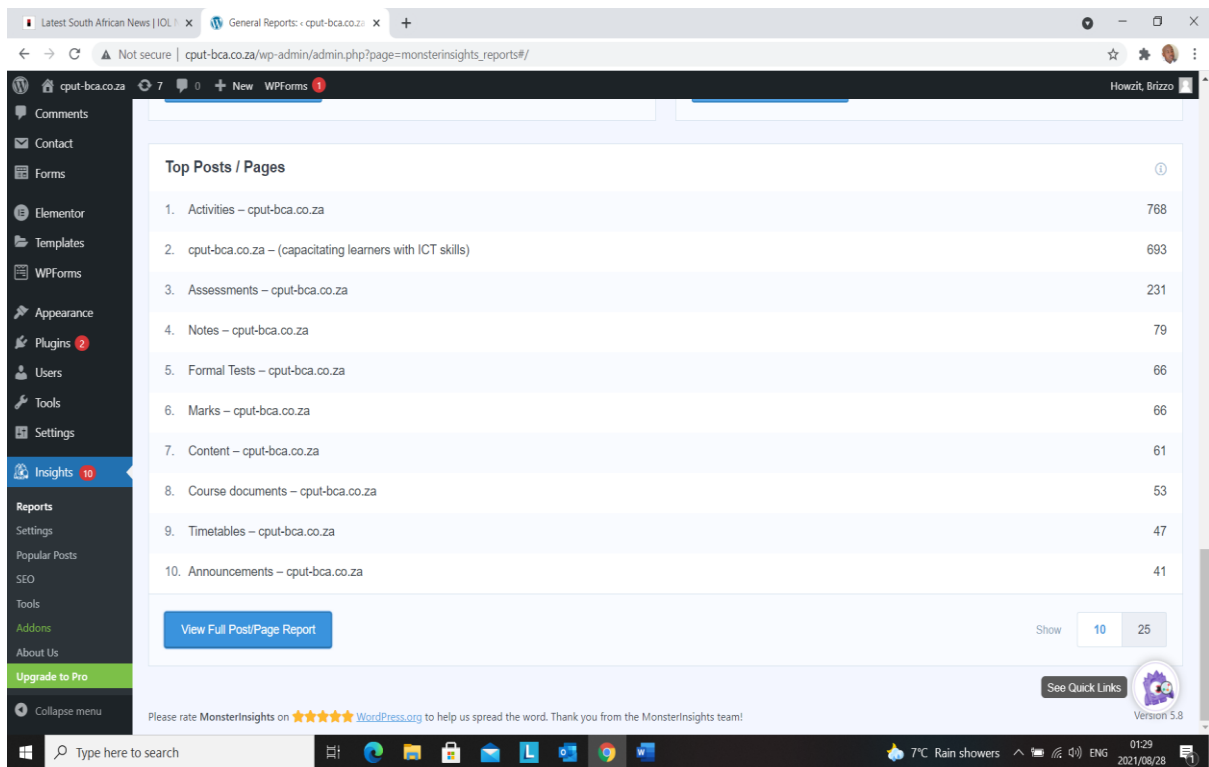 Latest South African News | IOL N
General Reports: ‹ cput-bca.co.za
Not secure | cput-bca.co.za/wp-admin/admin.php?page=monsterinsights_reports#/
cput-bca.co.za 7 0 + New WPForms 1 Howzit, Brizzo
Comments
Contact
Forms
Elementor
Templates
WPForms
Appearance
Plugins 2
Users
Tools
Settings
Insights 10
Reports
Settings
Popular Posts
SEO
Tools
Addons
About Us
Upgrade to Pro
Collapse menu
Top Posts / Pages
1. Activities – cput-bca.co.za 768
2. cput-bca.co.za – (capacitating learners with ICT skills) 693
3. Assessments – cput-bca.co.za 231
4. Notes – cput-bca.co.za 79
5. Formal Tests – cput-bca.co.za 66
6. Marks – cput-bca.co.za 66
7. Content – cput-bca.co.za 61
8. Course documents – cput-bca.co.za 53
9. Timetables – cput-bca.co.za 47
10. Announcements – cput-bca.co.za 41
View Full Post/Page Report Show 10 25
See Quick Links
Please rate MonsterInsights on ★★★★★ WordPress.org to help us spread the word. Thank you from the MonsterInsights team! Version 5.8
Type here to search L W 7°C Rain showers ENG 01:29
2021/08/28 1